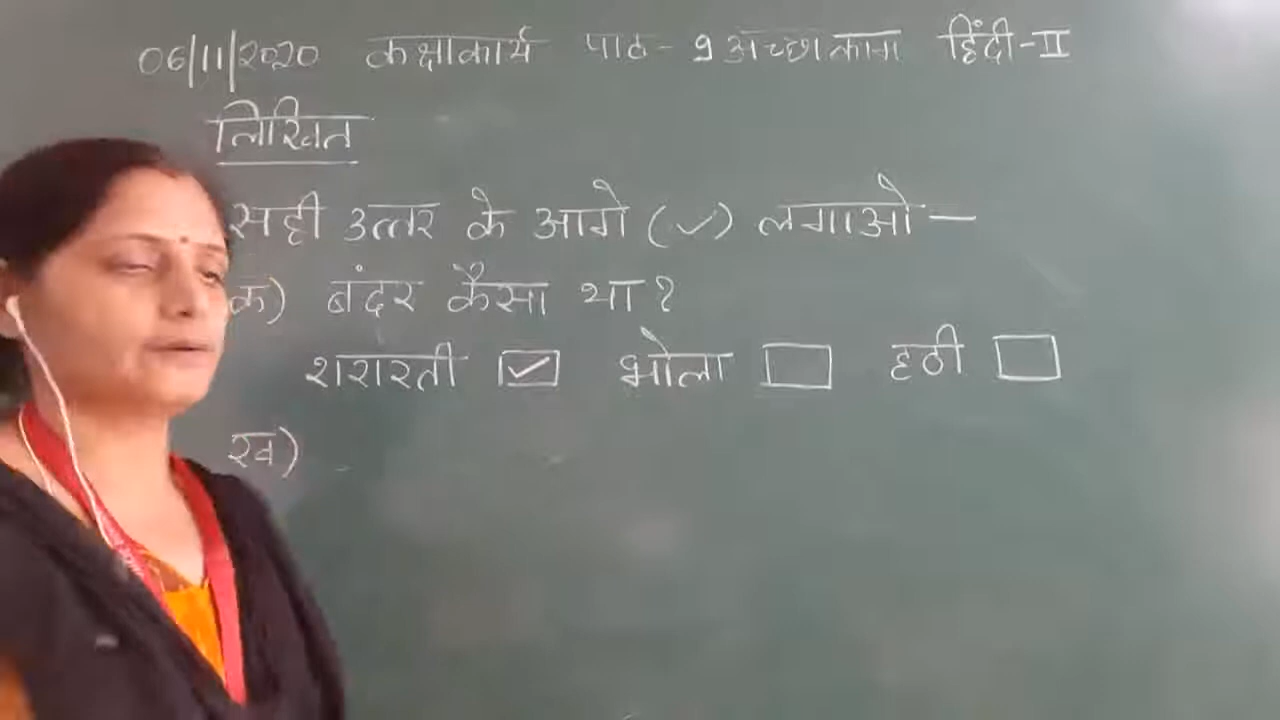 06/11/2020 कक्षाकार्य पाठ- 9 अच्छा काम हिंदी-II
लिखित
सही उत्तर के आगे (✓) लगाओ —
क) बंदर कैसा था?
शरारती ☑ भोला ☐ हठी ☐
ख)